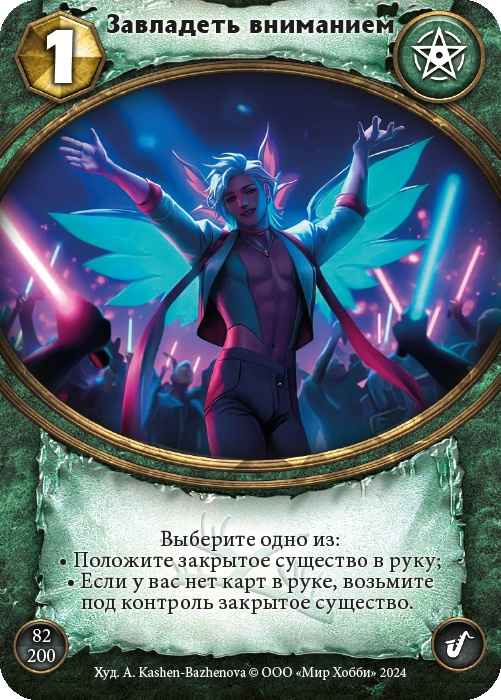 Завладеть вниманием
1
Выберите одно из:
• Положите закрытое существо в руку;
• Если у вас нет карт в руке, возьмите
под контроль закрытое существо.
82
200
Худ. A. Kashen-Bazhenova © ООО «Мир Хобби» 2024